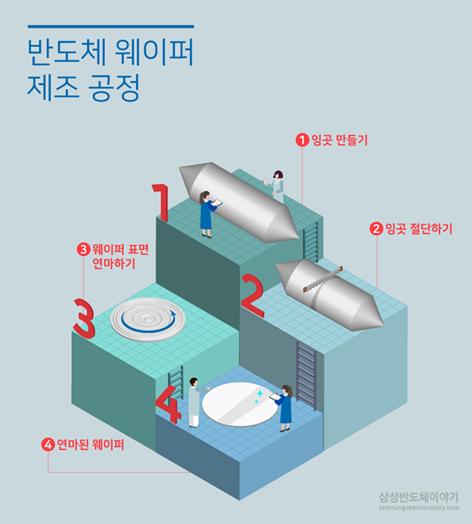 반도체 웨이퍼
제조 공정
1 잉곳 만들기
1
2 잉곳 절단하기
3 웨이퍼 표면
연마하기
2
3
4
4 연마된 웨이퍼
삼성반도체이야기
samsungsemiconstory.com